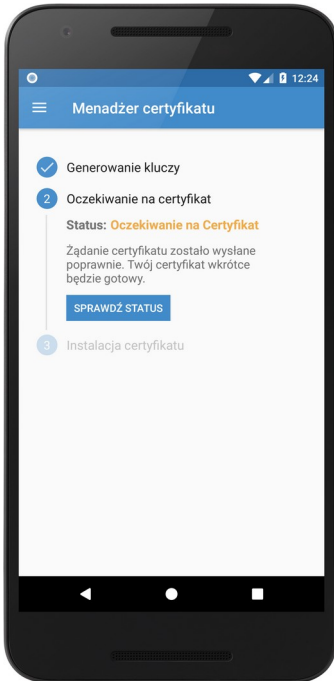 12:24
Menadżer certyfikatu
Generowanie kluczy
2 Oczekiwanie na certyfikat
Status: Oczekiwanie na Certyfikat
Żądanie certyfikatu zostało wysłane
poprawnie. Twój certyfikat wkrótce
będzie gotowy.
SPRAWDŹ STATUS
3 Instalacja certyfikatu